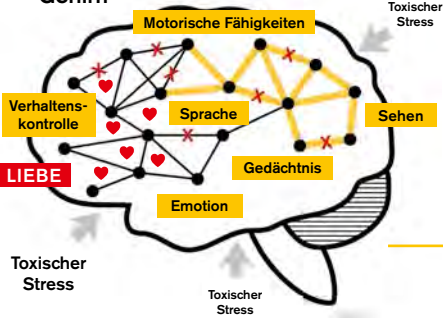 Gehirn
Toxischer
Stress
Motorische Fähigkeiten
Verhaltens-
kontrolle
Sprache
Sehen
LIEBE
Gedächtnis
Emotion
Toxischer
Stress
Toxischer
Stress